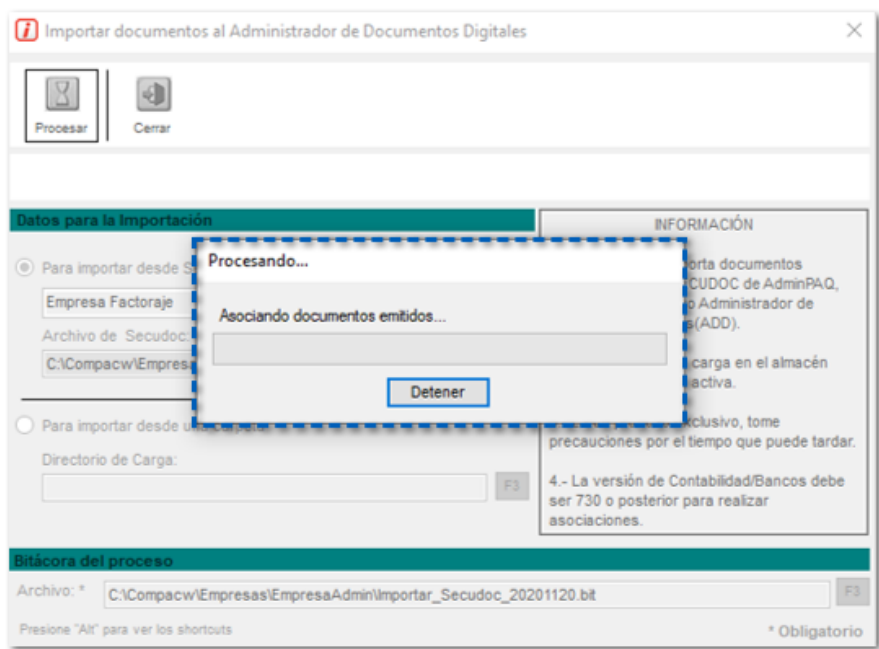 Importar documentos al Administrador de Documentos Digitales
Procesar
Cerrar
Datos para la Importación
Para importar desde S
Empresa Factoraje
Archivo de Secudoc:
C:\Compacw\Empresa
Para importar desde una carpeta
Directorio de Carga:
F3
Procesando...
Asociando documentos emitidos...
Detener
INFORMACIÓN
orta documentos
CUDOC de AdminPAQ,
o Administrador de
s(ADD).
carga en el almacén
activa.
xclusivo, tome
precauciones por el tiempo que puede tardar.
4.- La versión de Contabilidad/Bancos debe
ser 730 o posterior para realizar
asociaciones.
Bitácora del proceso
Archivo: *
C:\Compacw\Empresas\EmpresaAdmin\Importar_Secudoc_20201120.bit
F3
Presione "Alt" para ver los shortcuts
* Obligatorio